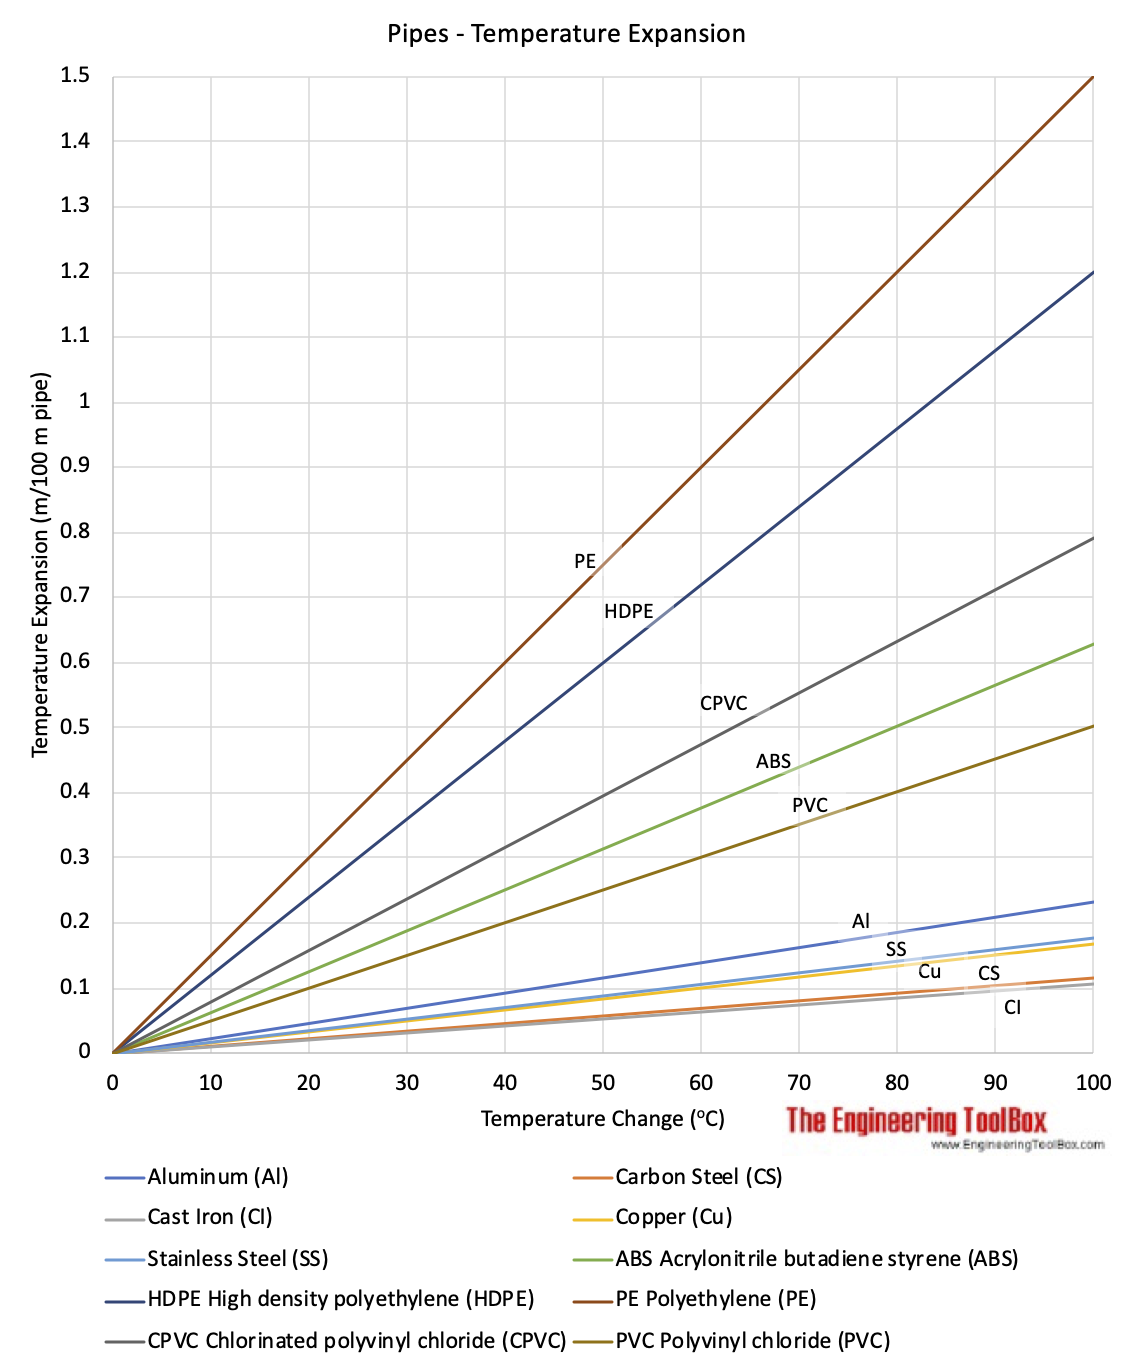 Pipes - Temperature Expansion
1.5
1.4
1.3
1.2
1.1
1
0.9
0.8
0.7
0.6
0.5
0.4
0.3
0.2
0.1
0
Temperature Expansion (m/100 m pipe)
PE
HDPE
CPVC
ABS
PVC
Al
SS
Cu
CS
CI
0 10 20 30 40 50 60 70 80 90 100
Temperature Change (ºC)
The Engineering ToolBox
www.EngineeringToolBox.com
Aluminum (Al)
Carbon Steel (CS)
Cast Iron (CI)
Copper (Cu)
Stainless Steel (SS)
ABS Acrylonitrile butadiene styrene (ABS)
HDPE High density polyethylene (HDPE)
PE Polyethylene (PE)
CPVC Chlorinated polyvinyl chloride (CPVC)
PVC Polyvinyl chloride (PVC)